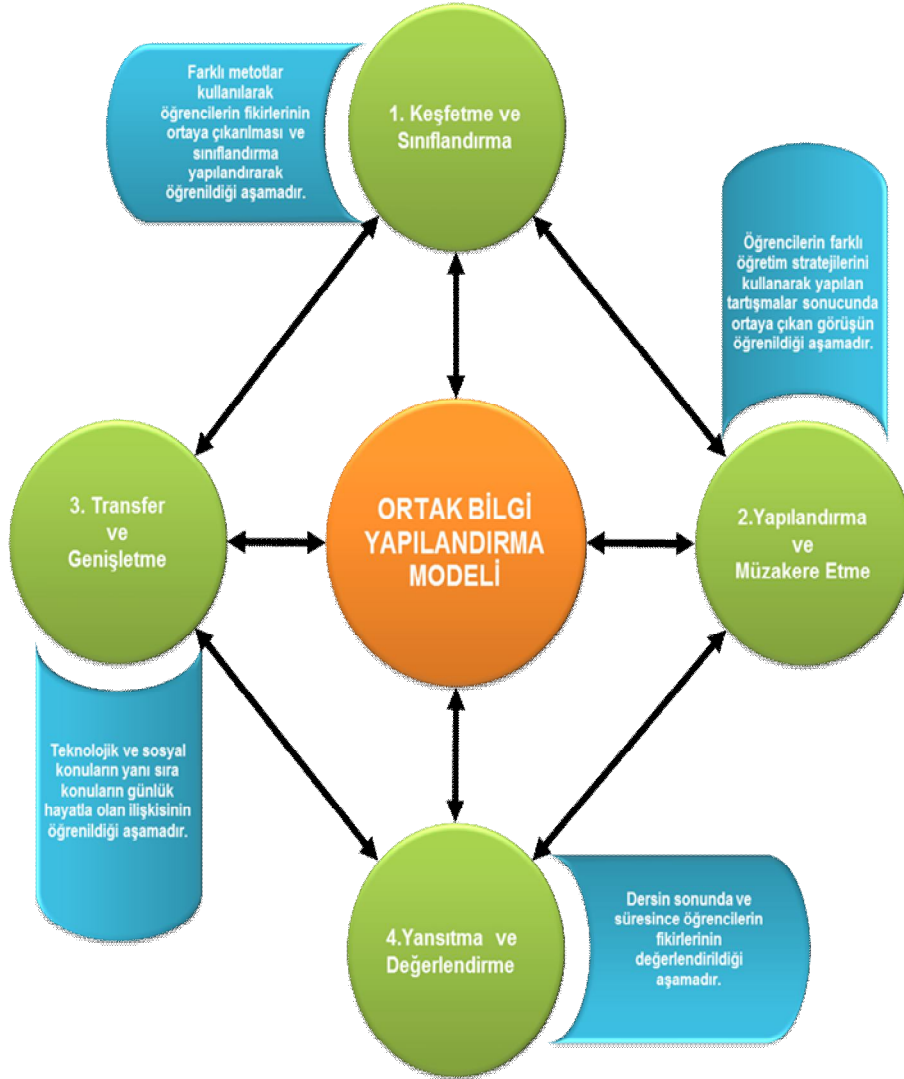 Farklı metotlar
kullanılarak
öğrencilerin fikirlerinin
ortaya çıkarılması ve
sınıflandırma
yapılandırarak
öğrenildiği aşamadır.
1. Keşfetme ve
Sınıflandırma
Öğrencilerin farklı
öğretim stratejilerini
kullanarak yapılan
tartışmalar sonucunda
ortaya çıkan görüşün
öğrenildiği aşamadır.
3. Transfer
ve
Genişletme
ORTAK BİLGİ
YAPILANDIRMA
MODELİ
2.Yapılandırma
ve
Müzakere Etme
Teknolojik ve sosyal
konuların yanı sıra
konuların günlük
hayatla olan ilişkisinin
öğrenildiği aşamadır.
4.Yansıtma ve
Değerlendirme
Dersin sonunda ve
süresince öğrencilerin
fikirlerinin
değerlendirildiği
aşamadır.